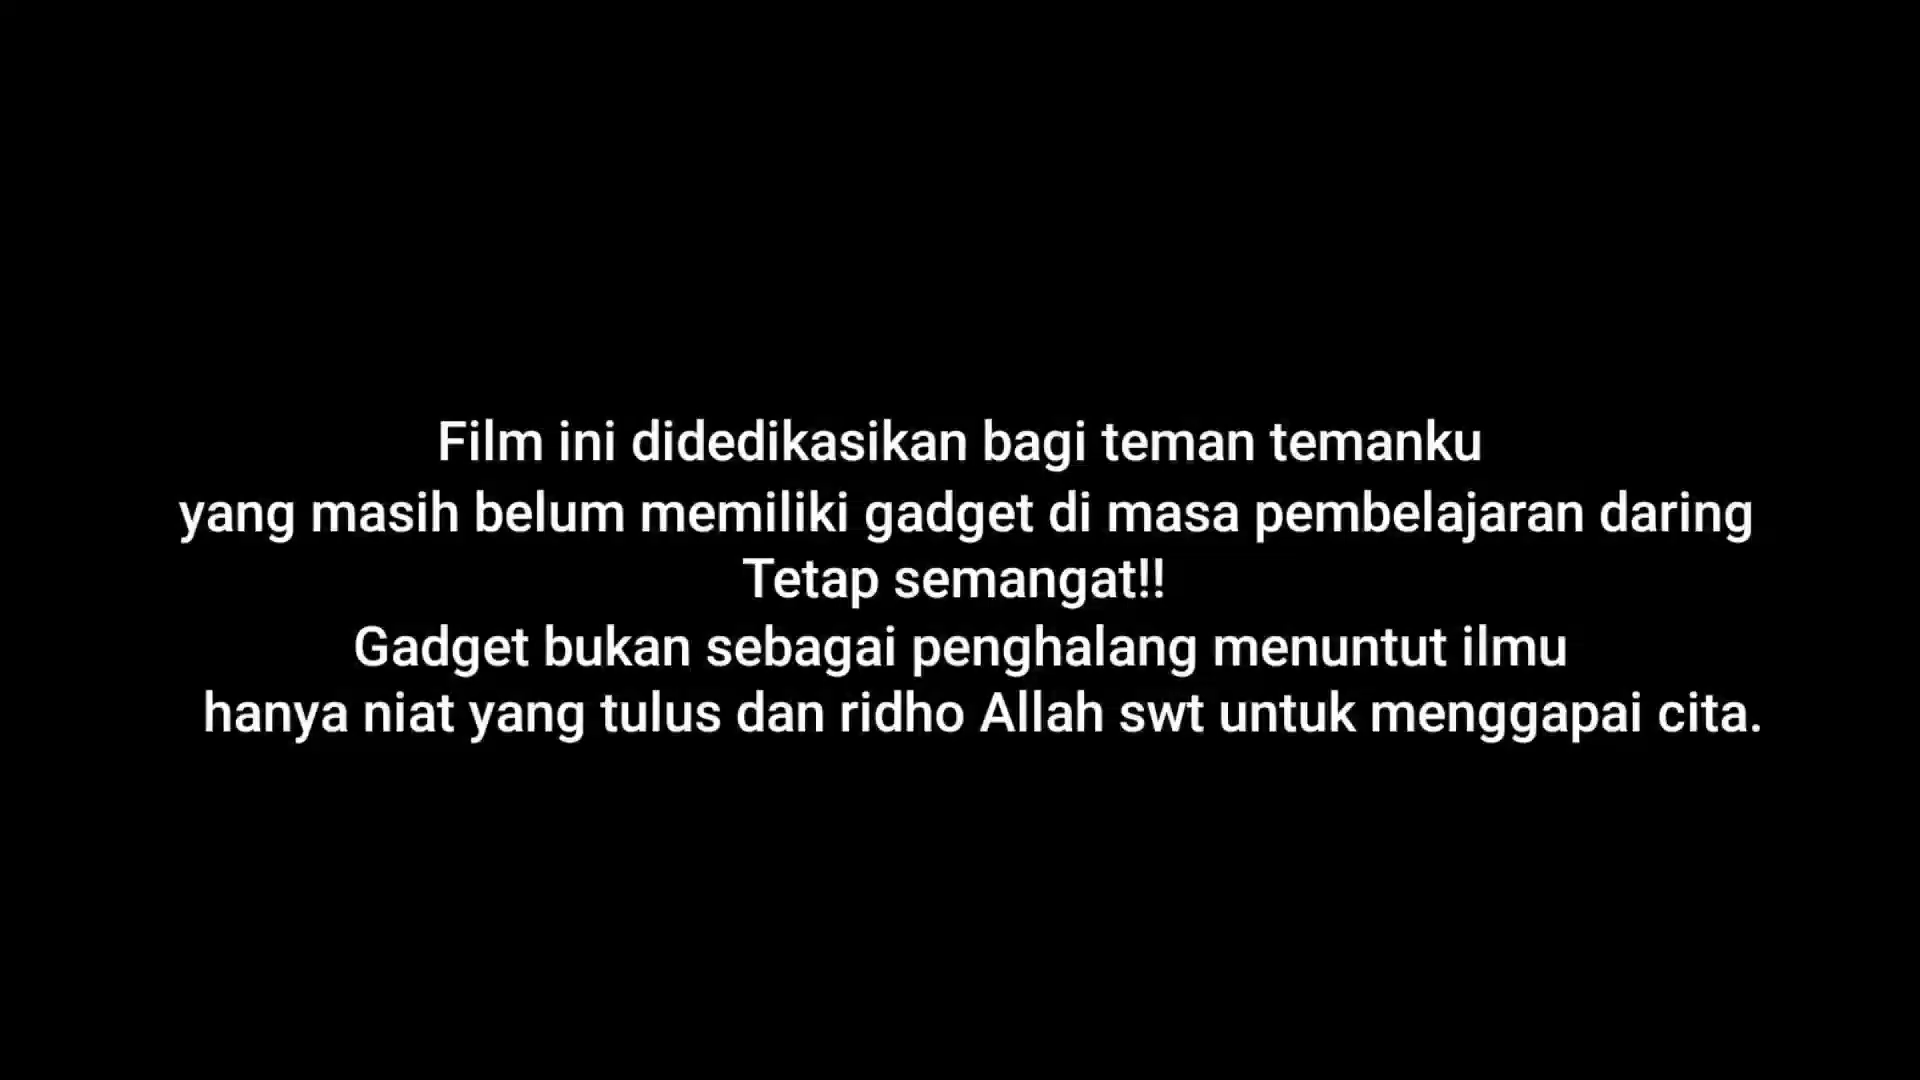 Film ini didedikasikan bagi teman temanku
yang masih belum memiliki gadget di masa pembelajaran daring
Tetap semangat!!
Gadget bukan sebagai penghalang menuntut ilmu
hanya niat yang tulus dan ridho Allah swt untuk menggapai cita.